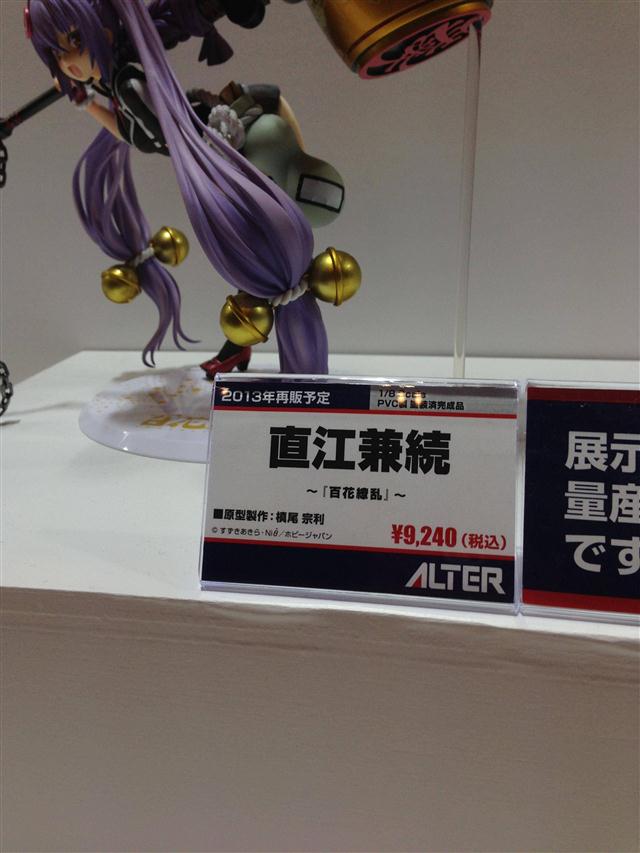 2013年再販予定
1/8
PVC製 塗装済完成品
直江兼続
~『百花繚乱』~
■原型製作:槙尾 宗利
©すずきあきら・Niθ/ホビージャパン
¥9,240(税込)
ALTER
展示
量産
です